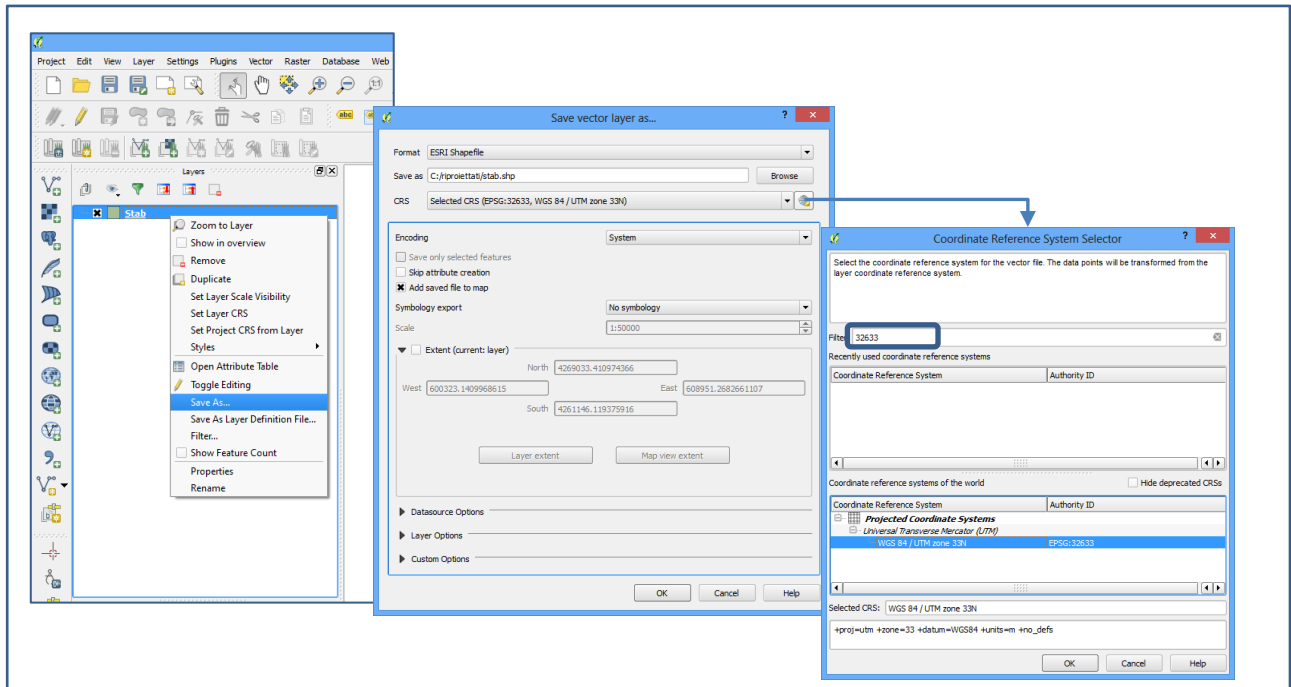 Project Edit View Layer Settings Plugins Vector Raster Database Web
abc
Layers
Stab
Zoom to Layer
Show in overview
Remove
Duplicate
Set Layer Scale Visibility
Set Layer CRS
Set Project CRS from Layer
Styles
Open Attribute Table
Toggle Editing
Save As...
Save As Layer Definition File...
Filter...
Show Feature Count
Properties
Rename
Save vector layer as...
Format ESRI Shapefile
Save as C:/riproiettati/stab.shp Browse
CRS Selected CRS (EPSG:32633, WGS 84 / UTM zone 33N)
Encoding System
Save only selected features
Skip attribute creation
Add saved file to map
Symbology export No symbology
Scale 1:50000
Extent (current: layer)
North 4269033.410974366
West 600323.1409968615 East 608951.2682661107
South 4261146.119375916
Layer extent Map view extent
Datasource Options
Layer Options
Custom Options
OK Cancel Help
Coordinate Reference System Selector
Select the coordinate reference system for the vector file. The data points will be transformed from the
layer coordinate reference system.
Filter 32633
Recently used coordinate reference systems
Coordinate Reference System Authority ID
Coordinate reference systems of the world Hide deprecated CRSs
Coordinate Reference System Authority ID
Projected Coordinate Systems
Universal Transverse Mercator (UTM)
WGS 84 / UTM zone 33N EPSG:32633
Selected CRS: WGS 84 / UTM zone 33N
+proj=utm +zone=33 +datum=WGS84 +units=m +no_defs
OK Cancel Help